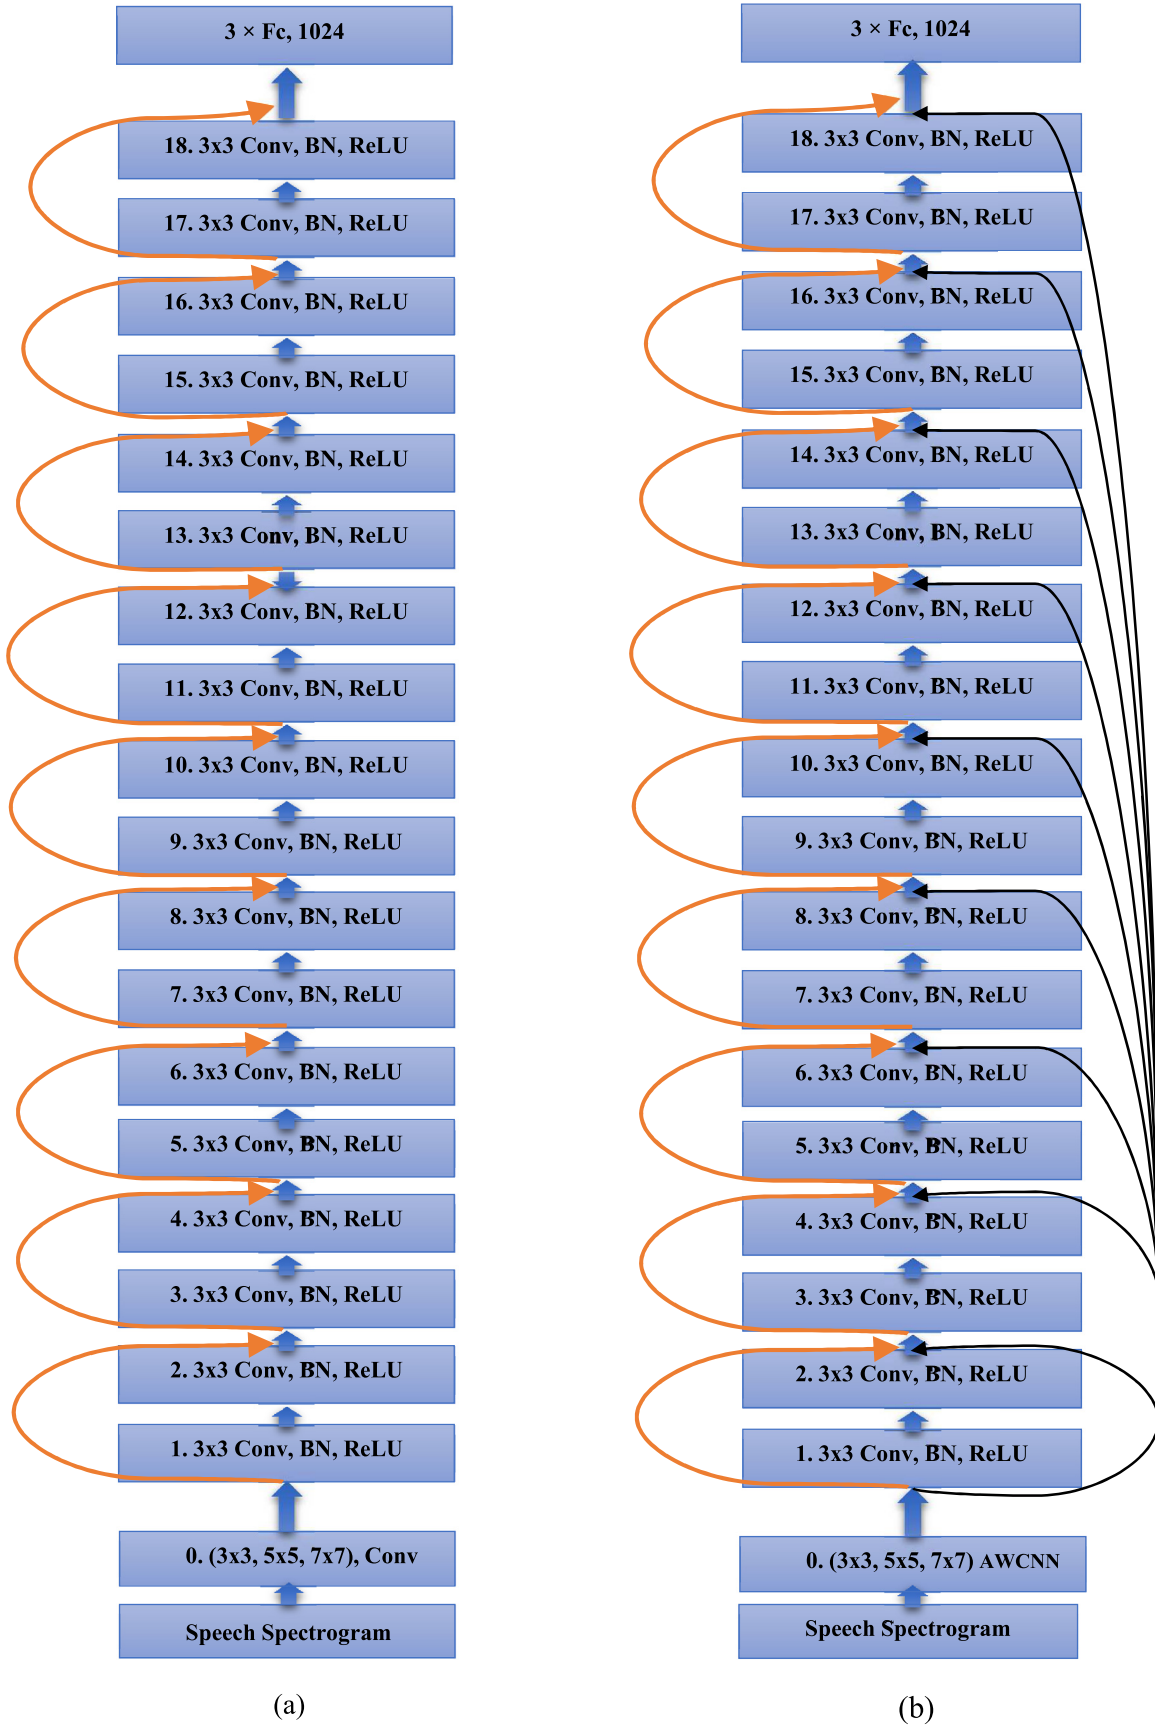 3 × Fc, 1024
18. 3x3 Conv, BN, ReLU
17. 3x3 Conv, BN, ReLU
16. 3x3 Conv, BN, ReLU
15. 3x3 Conv, BN, ReLU
14. 3x3 Conv, BN, ReLU
13. 3x3 Conv, BN, ReLU
12. 3x3 Conv, BN, ReLU
11. 3x3 Conv, BN, ReLU
10. 3x3 Conv, BN, ReLU
9. 3x3 Conv, BN, ReLU
8. 3x3 Conv, BN, ReLU
7. 3x3 Conv, BN, ReLU
6. 3x3 Conv, BN, ReLU
5. 3x3 Conv, BN, ReLU
4. 3x3 Conv, BN, ReLU
3. 3x3 Conv, BN, ReLU
2. 3x3 Conv, BN, ReLU
1. 3x3 Conv, BN, ReLU
0. (3x3, 5x5, 7x7), Conv
Speech Spectrogram
(a)
3 × Fc, 1024
18. 3x3 Conv, BN, ReLU
17. 3x3 Conv, BN, ReLU
16. 3x3 Conv, BN, ReLU
15. 3x3 Conv, BN, ReLU
14. 3x3 Conv, BN, ReLU
13. 3x3 Conv, BN, ReLU
12. 3x3 Conv, BN, ReLU
11. 3x3 Conv, BN, ReLU
10. 3x3 Conv, BN, ReLU
9. 3x3 Conv, BN, ReLU
8. 3x3 Conv, BN, ReLU
7. 3x3 Conv, BN, ReLU
6. 3x3 Conv, BN, ReLU
5. 3x3 Conv, BN, ReLU
4. 3x3 Conv, BN, ReLU
3. 3x3 Conv, BN, ReLU
2. 3x3 Conv, BN, ReLU
1. 3x3 Conv, BN, ReLU
0. (3x3, 5x5, 7x7) AWCNN
Speech Spectrogram
(b)